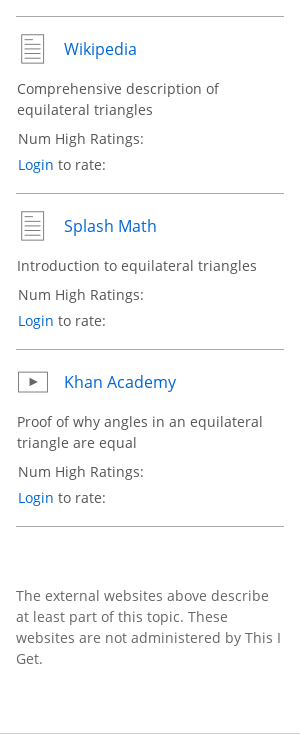 Wikipedia
Comprehensive description of
equilateral triangles
Num High Ratings:
Login to rate:
Splash Math
Introduction to equilateral triangles
Num High Ratings:
Login to rate:
Khan Academy
Proof of why angles in an equilateral
triangle are equal
Num High Ratings:
Login to rate:
The external websites above describe
at least part of this topic. These
websites are not administered by This I
Get.